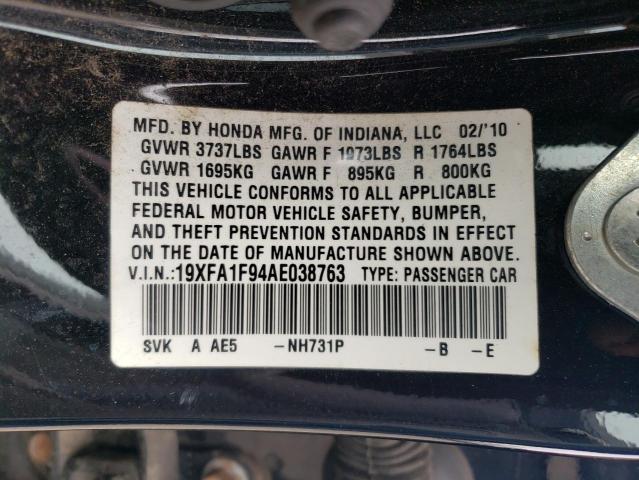 MFD. BY HONDA MFG. OF INDIANA, LLC 02/'10
GVWR 3737LBS GAWR F 1973LBS R 1764LBS
GVWR 1695KG GAWR F 895KG R 800KG
THIS VEHICLE CONFORMS TO ALL APPLICABLE
FEDERAL MOTOR VEHICLE SAFETY, BUMPER,
AND THEFT PREVENTION STANDARDS IN EFFECT
ON THE DATE OF MANUFACTURE SHOWN ABOVE.
V.I.N.:19XFA1F94AE038763 TYPE: PASSENGER CAR
SVK A AE5 -NH731P -B -E